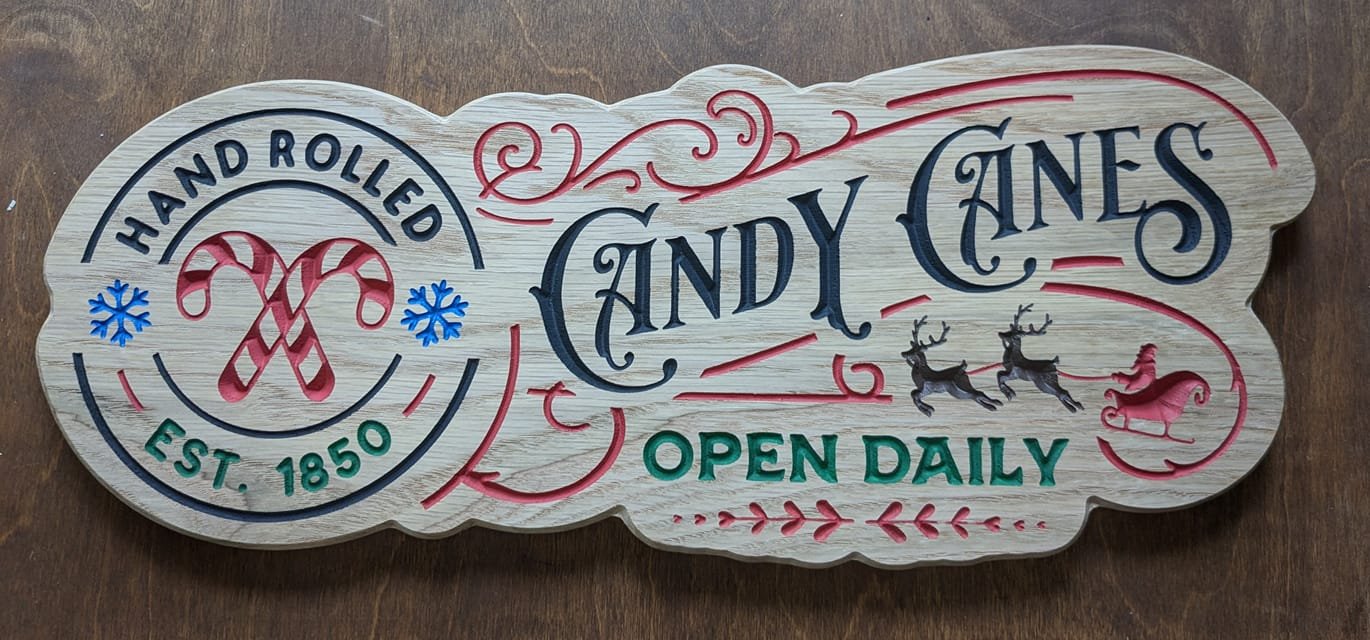 HAND ROLLED
EST. 1850
CANDY CANES
OPEN DAILY